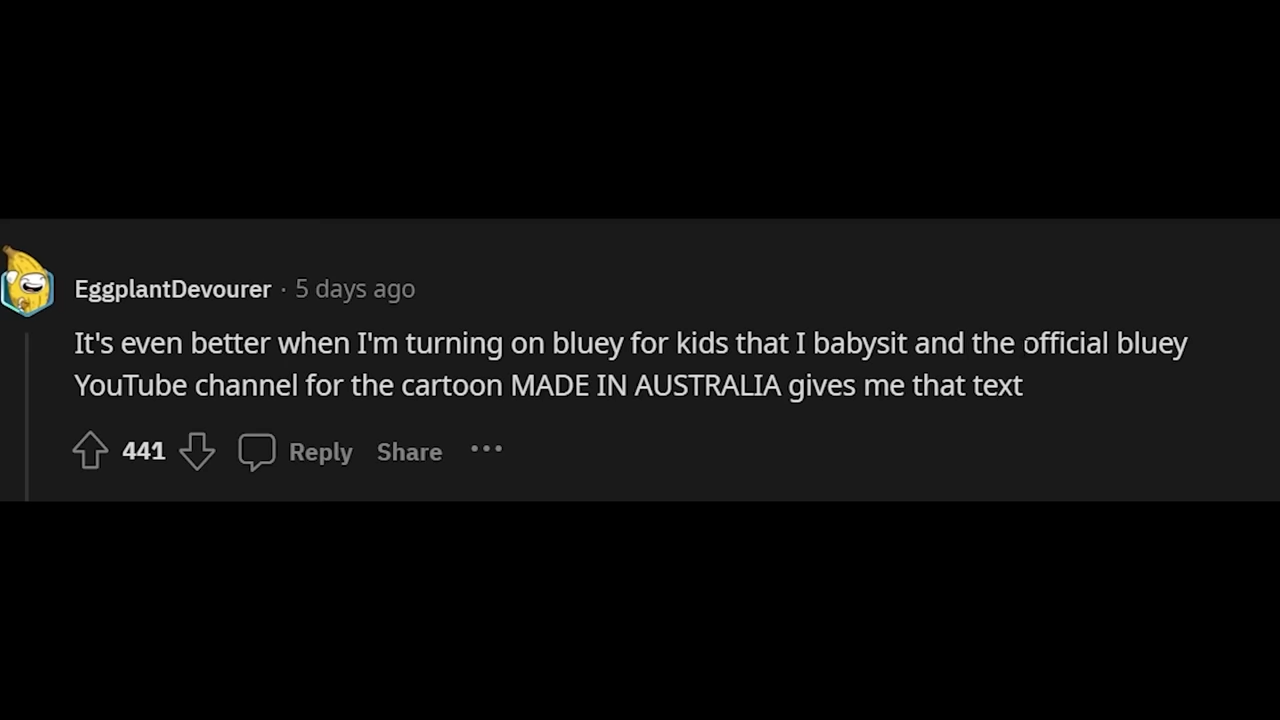 EggplantDevourer · 5 days ago
It's even better when I'm turning on bluey for kids that I babysit and the official bluey
YouTube channel for the cartoon MADE IN AUSTRALIA gives me that text
441 Reply Share ···